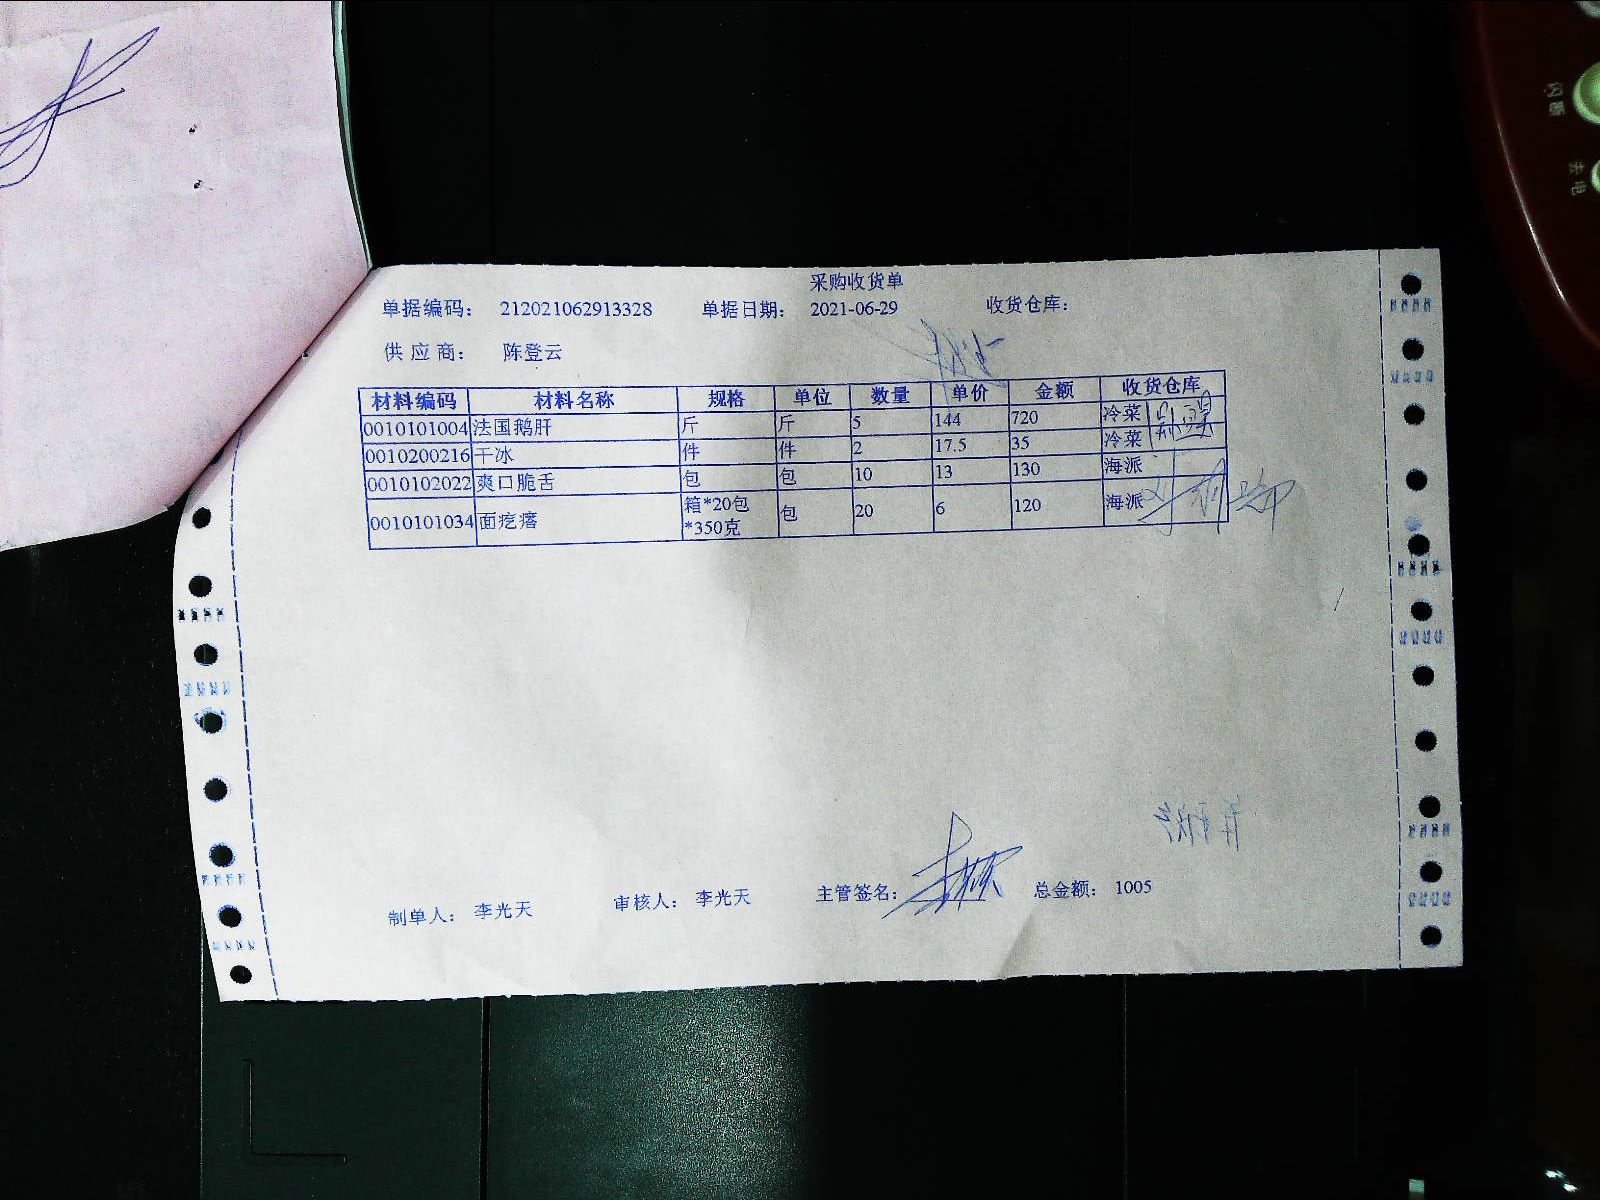 采购收货单
单据编码： 212021062913328 单据日期： 2021-06-29 收货仓库：
供应商： 陈登云
材料编码 材料名称 规格 单位 数量 单价 金额 收货仓库
0010101004 法国鹅肝 斤 斤 5 144 720 冷菜
0010200216 干冰 件 件 2 17.5 35 冷菜
0010102022 爽口脆舌 包 包 10 13 130 海派
0010101034 面疙瘩 箱*20包*350克 包 20 6 120 海派
制单人： 李光天 审核人： 李光天 主管签名： 总金额： 1005
闪断
去电